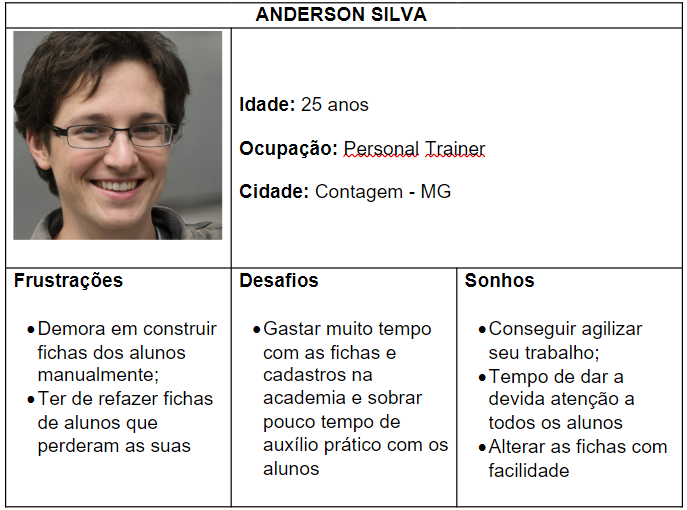 ANDERSON SILVA
Idade: 25 anos
Ocupação: Personal Trainer
Cidade: Contagem - MG
Frustrações
•Demora em construir
fichas dos alunos
manualmente;
•Ter de refazer fichas
de alunos que
perderam as suas
Desafios
•Gastar muito tempo
com as fichas e
cadastros na
academia e sobrar
pouco tempo de
auxílio prático com os
alunos
Sonhos
•Conseguir agilizar
seu trabalho;
•Tempo de dar a
devida atenção a
todos os alunos
•Alterar as fichas com
facilidade